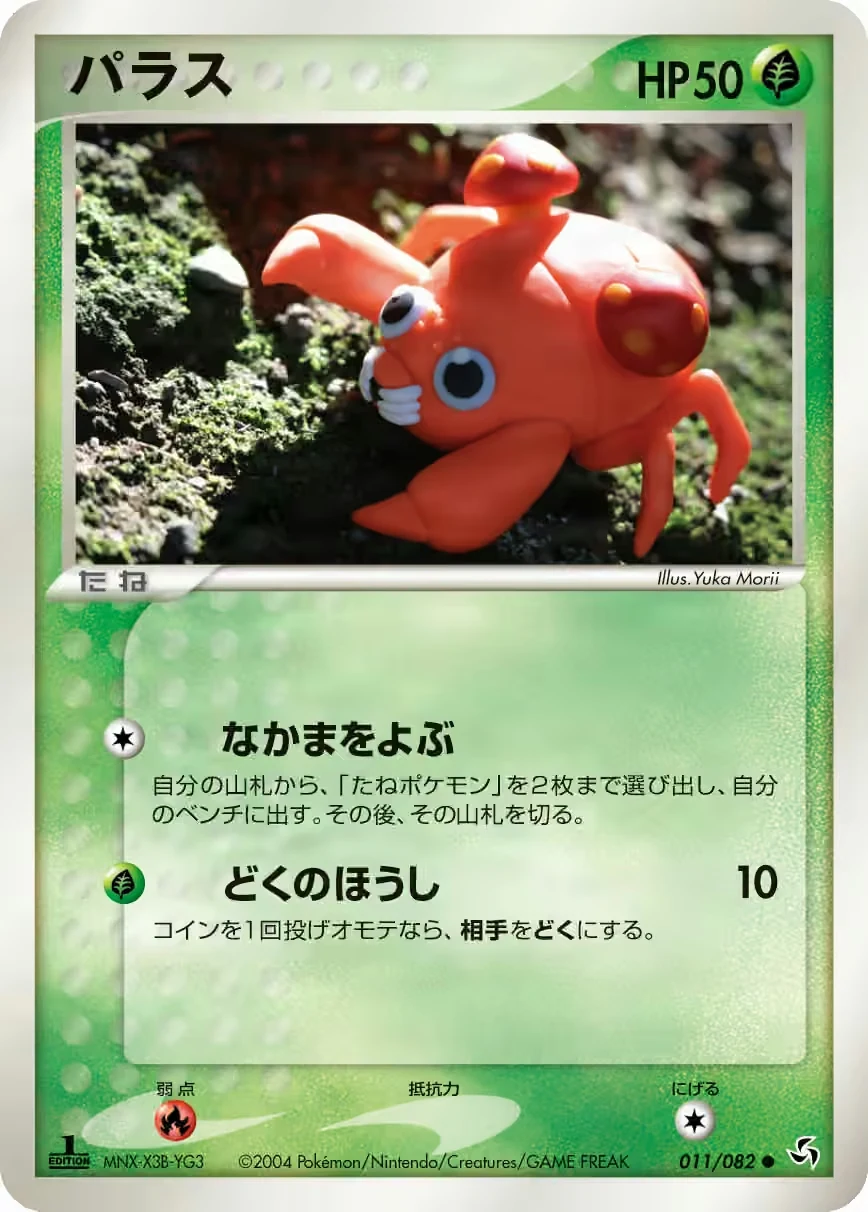 パラス
HP50
たね
Illus. Yuka Morii
なかまをよぶ
自分の山札から、「たねポケモン」を2枚まで選び出し、自分
のベンチに出す。その後、その山札を切る。
どくのほうし 10
コインを1回投げオモテなら、相手をどくにする。
弱点 抵抗力 にげる
1 EDITION MNX-X3B-YG3 ©2004 Pokémon/Nintendo/Creatures/GAME FREAK 011/082 ●